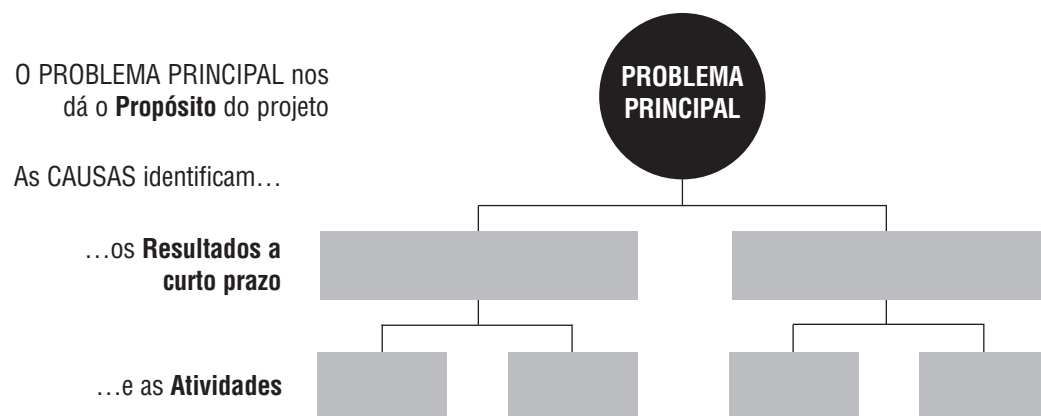 O PROBLEMA PRINCIPAL nos
dá o Propósito do projeto
PROBLEMA
PRINCIPAL
As CAUSAS identificam…
…os Resultados a
curto prazo
…e as Atividades